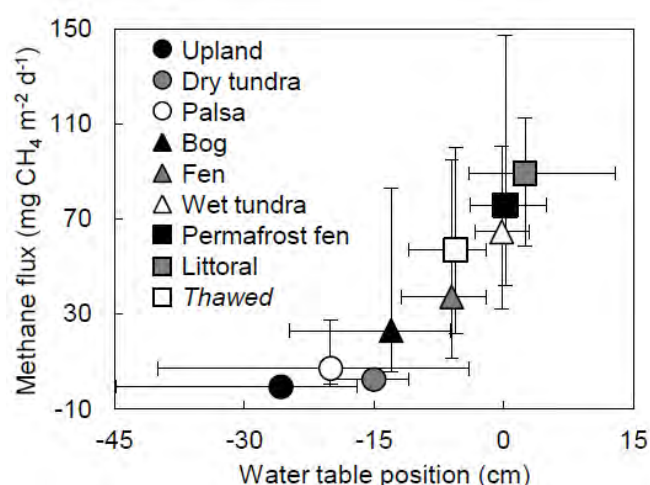 150
110
70
30
-10
Methane flux (mg CH₄ m⁻² d⁻¹)
Upland
Dry tundra
Palsa
Bog
Fen
Wet tundra
Permafrost fen
Littoral
Thawed
-45 -30 -15 0 15
Water table position (cm)